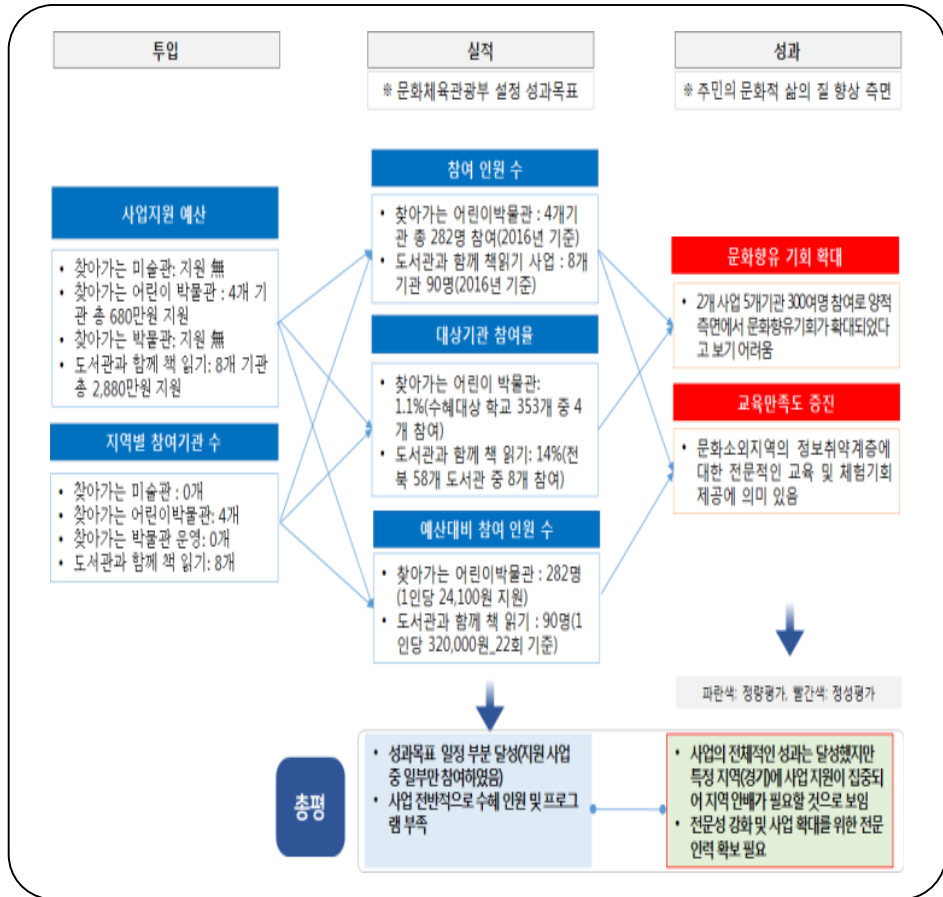 투입
사업지원 예산
• 찾아가는 미술관: 지원 無
• 찾아가는 어린이 박물관 : 4개 기
관 총 680만원 지원
• 찾아가는 박물관: 지원 無
• 도서관과 함께 책 읽기: 8개 기관
총 2,880만원 지원
지역별 참여기관 수
• 찾아가는 미술관 : 0개
• 찾아가는 어린이박물관: 4개
• 찾아가는 박물관 운영: 0개
• 도서관과 함께 책 읽기: 8개
실적
※ 문화체육관광부 설정 성과목표
참여 인원 수
• 찾아가는 어린이박물관 : 4개기
관 총 282명 참여(2016년 기준)
• 도서관과 함께 책읽기 사업 : 8개
기관 90명(2016년 기준)
대상기관 참여율
• 찾아가는 어린이 박물관:
1.1%(수혜대상 학교 353개 중 4
개 참여)
• 도서관과 함께 책 읽기: 14%(전
북 58개 도서관 중 8개 참여)
예산대비 참여 인원 수
• 찾아가는 어린이박물관 : 282명
(1인당 24,100원 지원)
• 도서관과 함께 책 읽기 : 90명(1
인당 320,000원_22회 기준)
성과
※ 주민의 문화적 삶의 질 향상 측면
문화향유 기회 확대
• 2개 사업 5개기관 300여명 참여로 양적
측면에서 문화향유기회가 확대되었다
고 보기 어려움
교육만족도 증진
• 문화소외지역의 정보취약계층에
대한 전문적인 교육 및 체험기회
제공에 의미 있음
파란색: 정량평가, 빨간색: 정성평가
총평
• 성과목표 일정 부분 달성(지원 사업
중 일부만 참여하였음)
• 사업 전반적으로 수혜 인원 및 프로그
램 부족
• 사업의 전체적인 성과는 달성했지만
특정 지역(경기)에 사업 지원이 집중되
어 지역 안배가 필요할 것으로 보임
• 전문성 강화 및 사업 확대를 위한 전문
인력 확보 필요